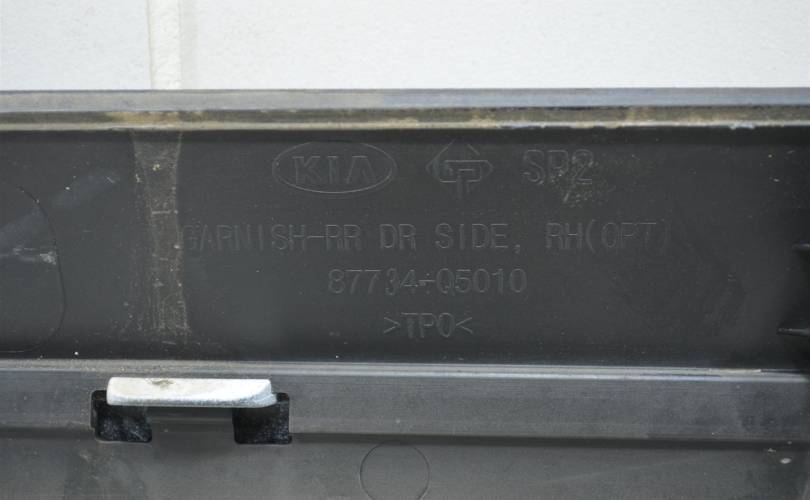 KIA SP2
GARNISH-RR DR SIDE, RH(OPT)
87734-Q5010
>TPO<